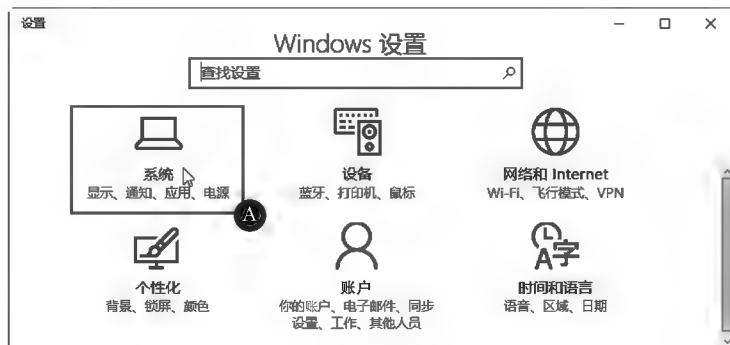 设置
Windows 设置
查找设置
系统
显示、通知、应用、电源
设备
蓝牙、打印机、鼠标
网络和 Internet
Wi-Fi、飞行模式、VPN
A
个性化
背景、锁屏、颜色
账户
你的账户、电子邮件、同步
设置、工作、其他人员
时间和语言
语音、区域、日期